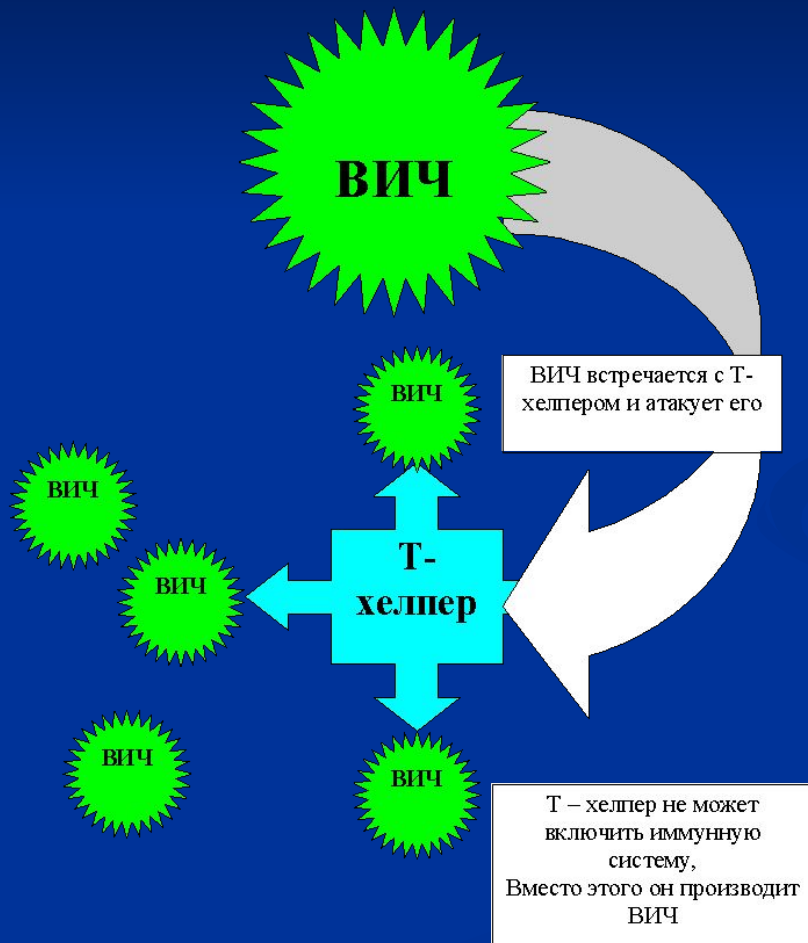 ВИЧ
ВИЧ встречается с Т-
хелпером и атакует его
ВИЧ
ВИЧ
ВИЧ
Т-
хелпер
ВИЧ
ВИЧ
Т – хелпер не может
включить иммунную
систему,
Вместо этого он производит
ВИЧ